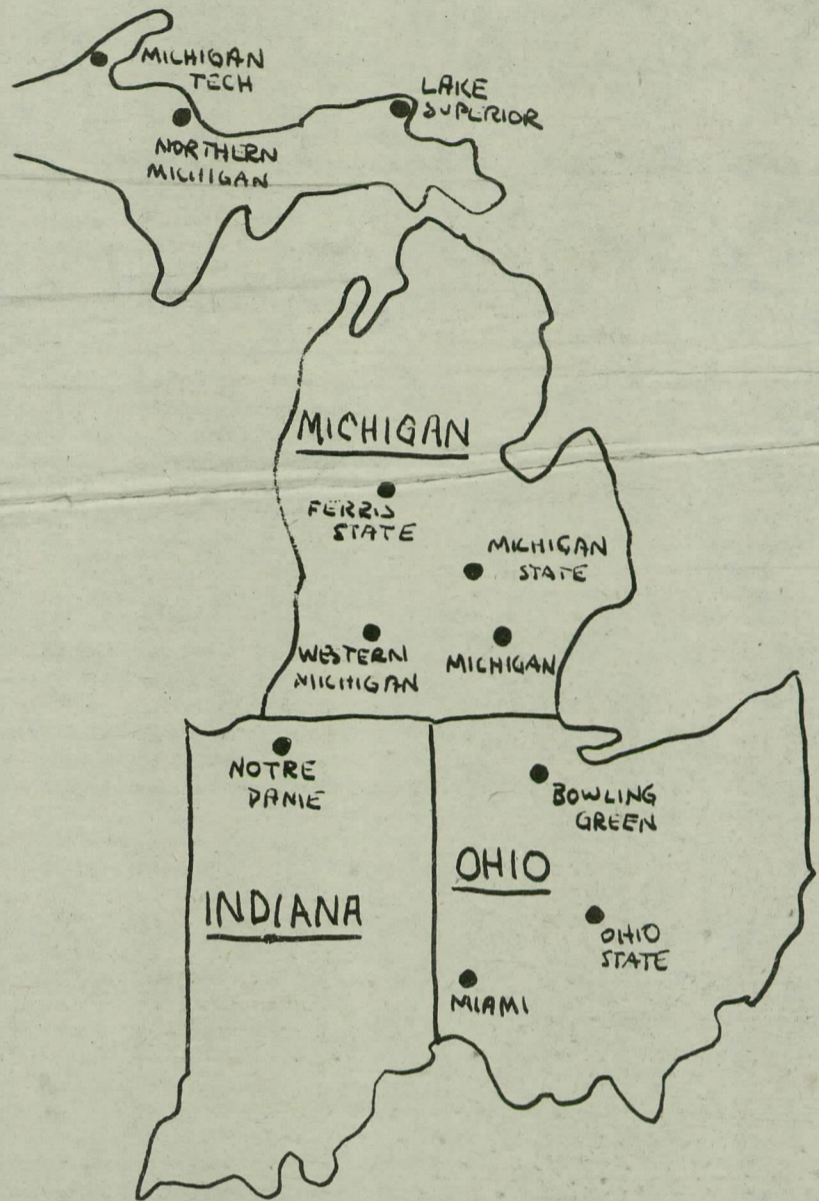 MICHIGAN
TECH
LAKE
SUPERIOR
NORTHERN
MICHIGAN
MICHIGAN
FERRIS
STATE
MICHIGAN
STATE
WESTERN
MICHIGAN
MICHIGAN
NOTRE
DAME
BOWLING
GREEN
OHIO
INDIANA
OHIO
STATE
MIAMI